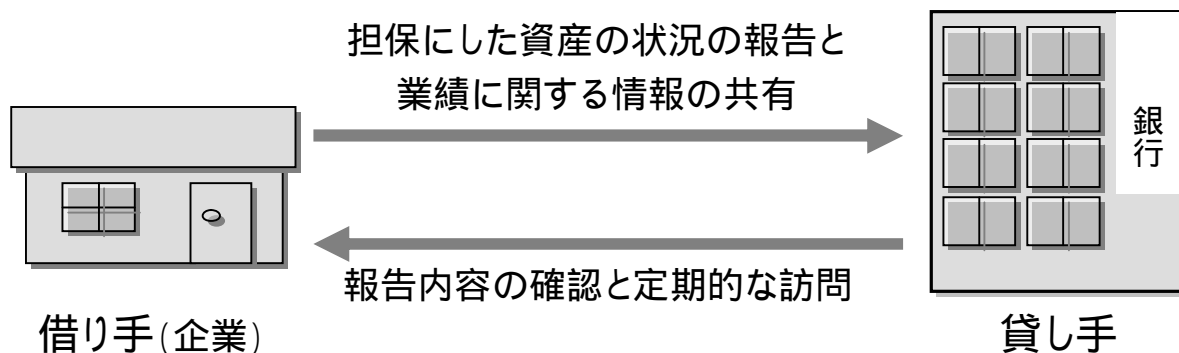 担保にした資産の状況の報告と
業績に関する情報の共有
銀行
報告内容の確認と定期的な訪問
借り手(企業)
貸し手